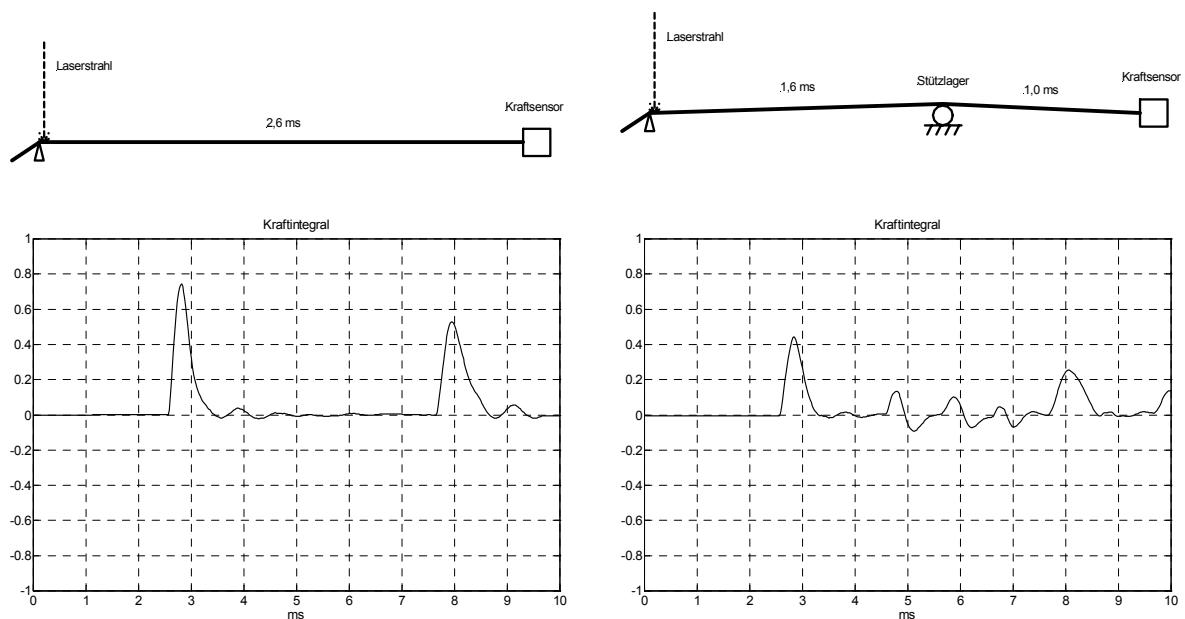 Laserstrahl
Kraftsensor
2,6 ms
Laserstrahl
Stützlager
Kraftsensor
1,6 ms
1,0 ms
Kraftintegral
1
0.8
0.6
0.4
0.2
0
-0.2
-0.4
-0.6
-0.8
-1
0 1 2 3 4 5 6 7 8 9 10
ms
Kraftintegral
1
0.8
0.6
0.4
0.2
0
-0.2
-0.4
-0.6
-0.8
-1
0 1 2 3 4 5 6 7 8 9 10
ms